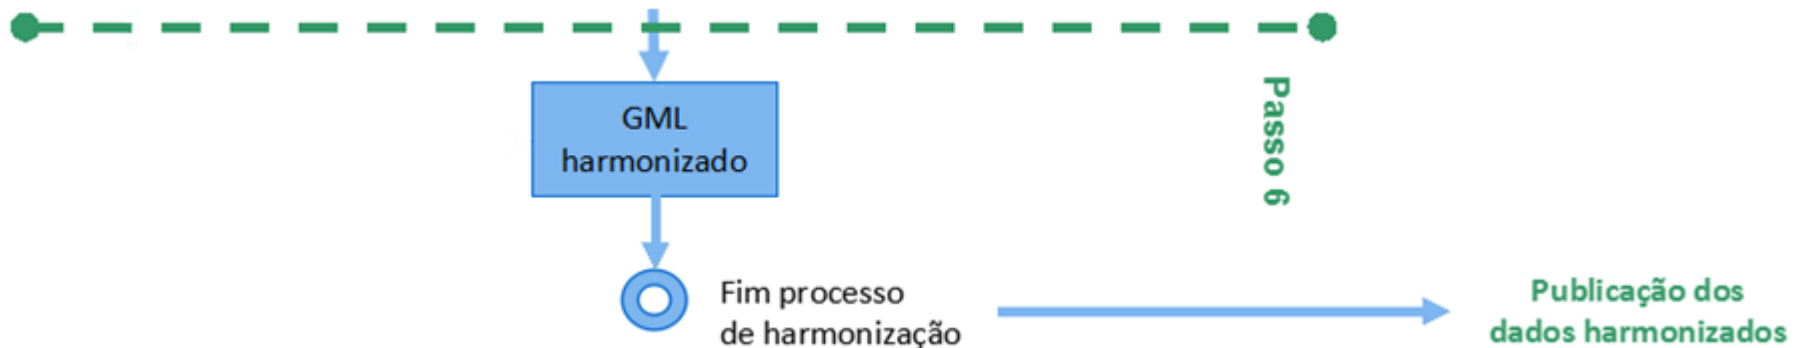 GML
harmonizado
Passo 6
Fim processo
de harmonização
Publicação dos
dados harmonizados